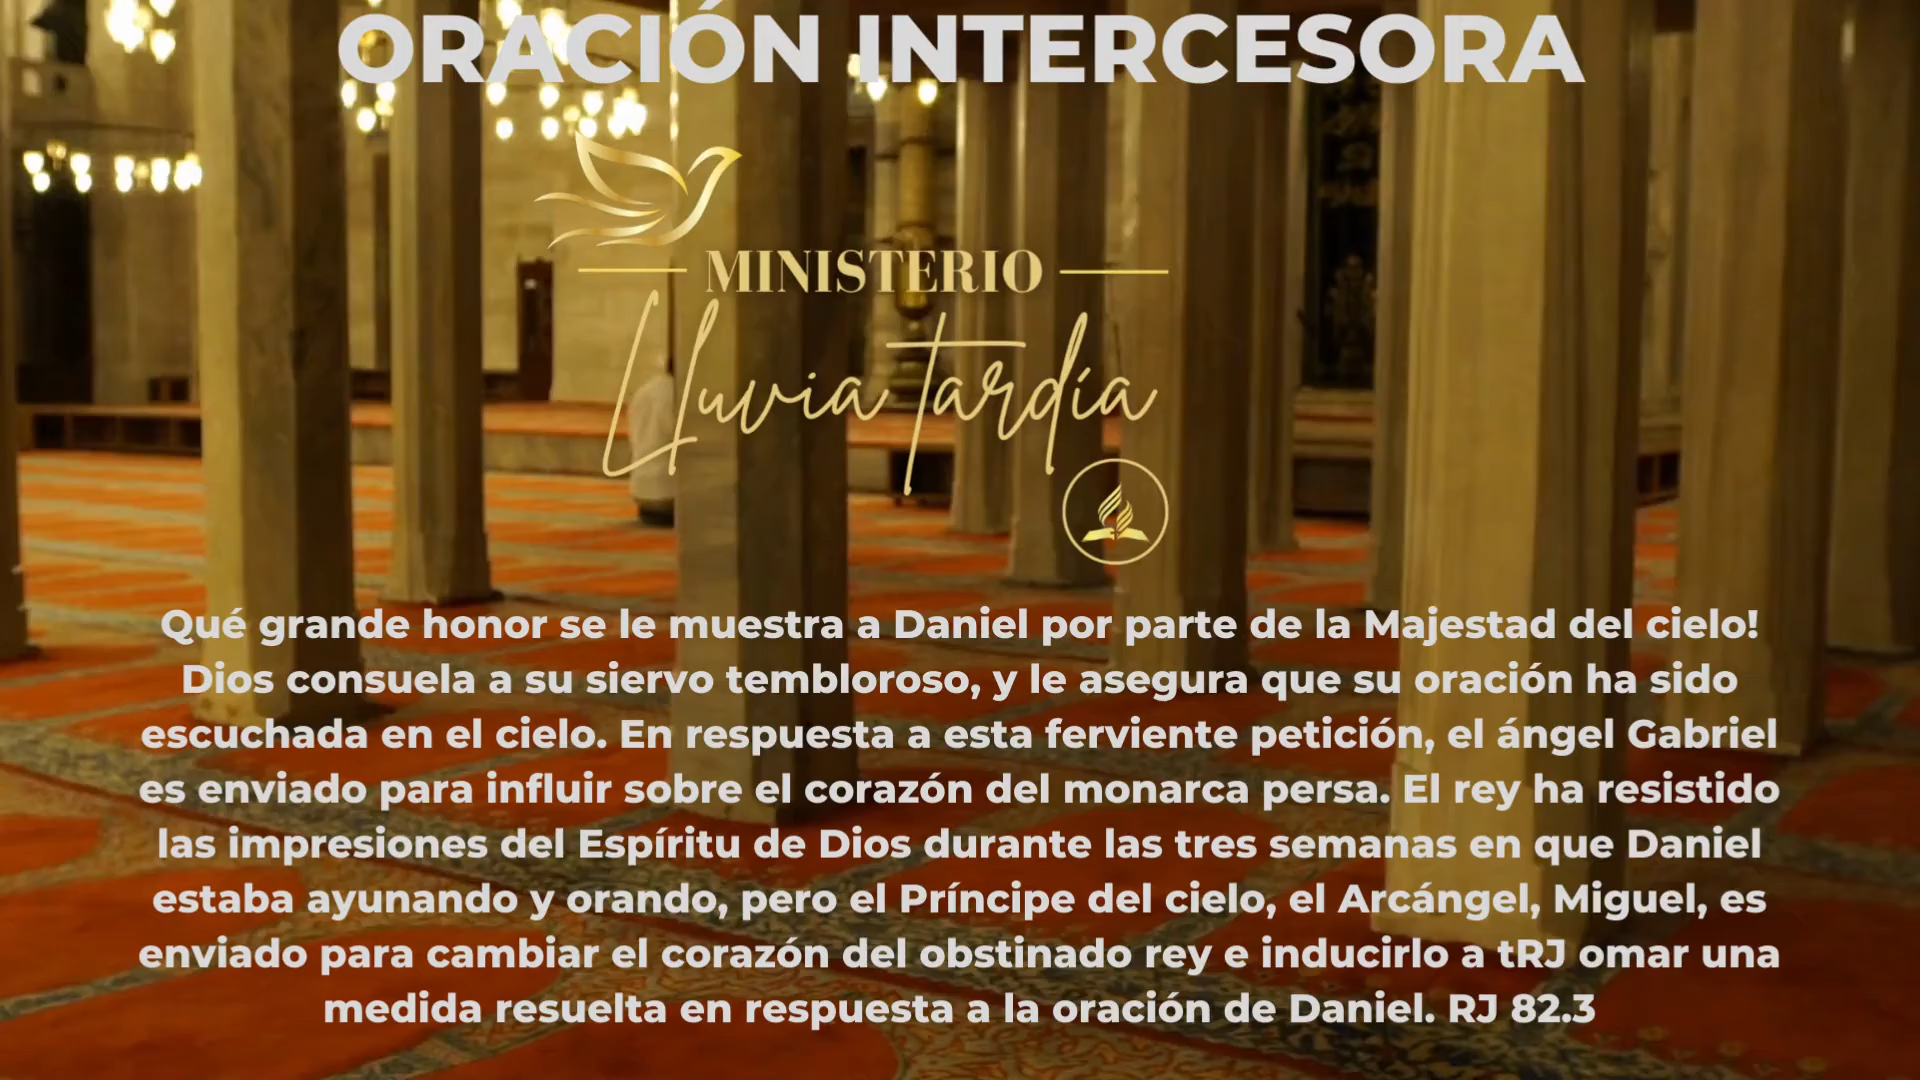 ORACIÓN INTERCESORA
MINISTERIO
Lluvia tardía
Qué grande honor se le muestra a Daniel por parte de la Majestad del cielo!
Dios consuela a su siervo tembloroso, y le asegura que su oración ha sido
escuchada en el cielo. En respuesta a esta ferviente petición, el ángel Gabriel
es enviado para influir sobre el corazón del monarca persa. El rey ha resistido
las impresiones del Espíritu de Dios durante las tres semanas en que Daniel
estaba ayunando y orando, pero el Príncipe del cielo, el Arcángel, Miguel, es
enviado para cambiar el corazón del obstinado rey e inducirlo a tRJ omar una
medida resuelta en respuesta a la oración de Daniel. RJ 82.3